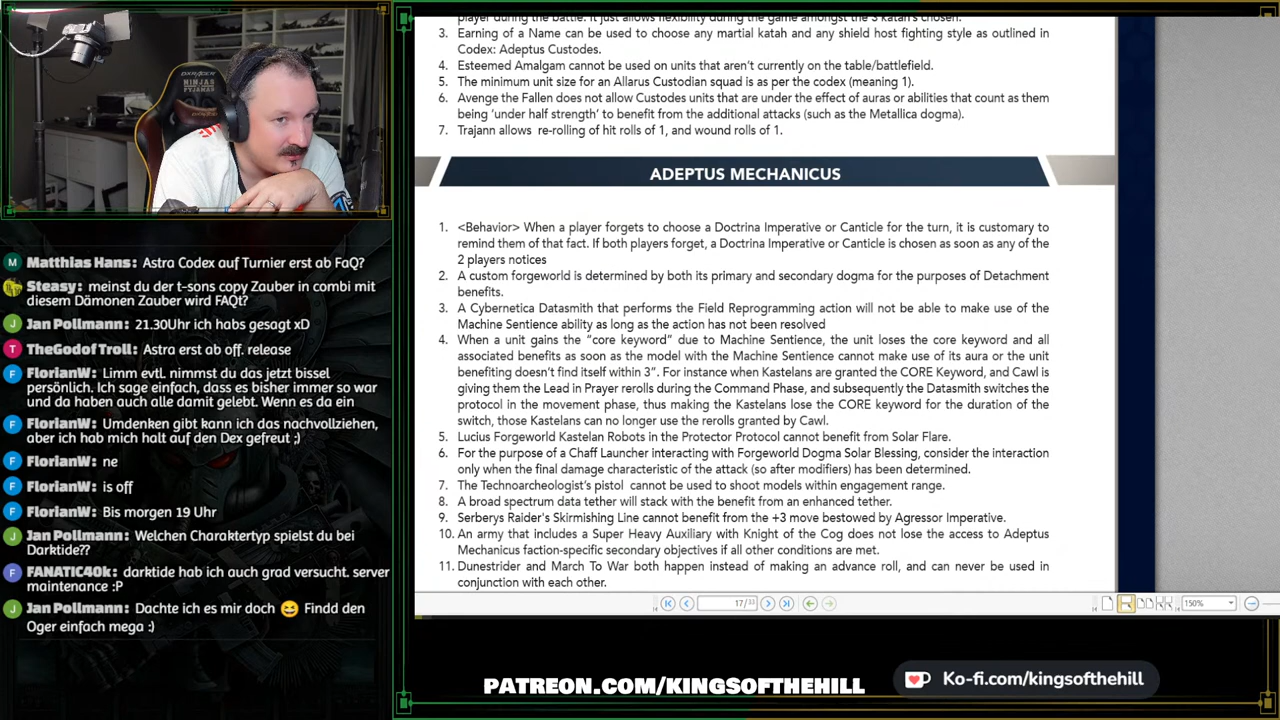 Matthias Hans: Astra Codex auf Turnier erst ab FaQ?
Steasy: meinst du der t-sons copy Zauber in combi mit
diesem Dämonen Zauber wird FAQt?
Jan Pollmann: 21.30Uhr ich habs gesagt xD
TheGodof Troll: Astra erst ab off. release
FlorianW: Limm evtl. nimmst du das jetzt bissel
persönlich. Ich sage einfach, dass es bisher immer so war
und da haben auch alle damit gelebt. Wenn es da ein
FlorianW: Umdenken gibt kann ich das nachvollziehen,
aber ich hab mich halt auf den Dex gefreut ;)
FlorianW: ne
FlorianW: is off
FlorianW: Bis morgen 19 Uhr
Jan Pollmann: Welchen Charaktertyp spielst du bei
Darktide??
FANATIC40k: darktide hab ich auch grad versucht. server
maintenance :P
Jan Pollmann: Dachte ich es mir doch 😆 Findd den
Oger einfach mega :)
player during the battle. It just allows flexibility during the game amongst the 3 katah's chosen.
3. Earning of a Name can be used to choose any martial katah and any shield host fighting style as outlined in
Codex: Adeptus Custodes.
4. Esteemed Amalgam cannot be used on units that aren't currently on the table/battlefield.
5. The minimum unit size for an Allarus Custodian squad is as per the codex (meaning 1).
6. Avenge the Fallen does not allow Custodes units that are under the effect of auras or abilities that count as them
being 'under half strength' to benefit from the additional attacks (such as the Metallica dogma).
7. Trajann allows re-rolling of hit rolls of 1, and wound rolls of 1.
ADEPTUS MECHANICUS
1. <Behavior> When a player forgets to choose a Doctrina Imperative or Canticle for the turn, it is customary to
remind them of that fact. If both players forget, a Doctrina Imperative or Canticle is chosen as soon as any of the
2 players notices
2. A custom forgeworld is determined by both its primary and secondary dogma for the purposes of Detachment
benefits.
3. A Cybernetica Datasmith that performs the Field Reprogramming action will not be able to make use of the
Machine Sentience ability as long as the action has not been resolved
4. When a unit gains the “core keyword” due to Machine Sentience, the unit loses the core keyword and all
associated benefits as soon as the model with the Machine Sentience cannot make use of its aura or the unit
benefiting doesn't find itself within 3”. For instance when Kastelans are granted the CORE Keyword, and Cawl is
giving them the Lead in Prayer rerolls during the Command Phase, and subsequently the Datasmith switches the
protocol in the movement phase, thus making the Kastelans lose the CORE keyword for the duration of the
switch, those Kastelans can no longer use the rerolls granted by Cawl.
5. Lucius Forgeworld Kastelan Robots in the Protector Protocol cannot benefit from Solar Flare.
6. For the purpose of a Chaff Launcher interacting with Forgeworld Dogma Solar Blessing, consider the interaction
only when the final damage characteristic of the attack (so after modifiers) has been determined.
7. The Technoarcheologist's pistol cannot be used to shoot models within engagement range.
8. A broad spectrum data tether will stack with the benefit from an enhanced tether.
9. Serberys Raider's Skirmishing Line cannot benefit from the +3 move bestowed by Agressor Imperative.
10. An army that includes a Super Heavy Auxiliary with Knight of the Cog does not lose the access to Adeptus
Mechanicus faction-specific secondary objectives if all other conditions are met.
11. Dunestrider and March To War both happen instead of making an advance roll, and can never be used in
conjunction with each other.
17/33
150%
PATREON.COM/KINGSOFTHEHILL
Ko-fi.com/kingsofthehill